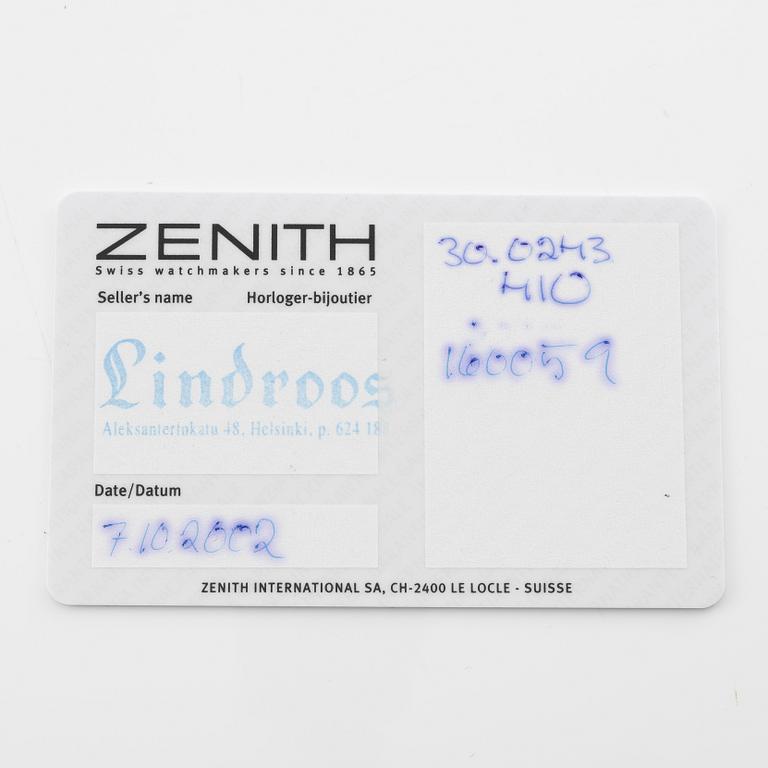 ZENITH
Swiss watchmakers since 1865
Seller's name Horloger-bijoutier
Lindroos
Aleksanterinkatu 48, Helsinki, p. 624 18
Date/Datum
7.10.2002
30.0243
410
160059
ZENITH INTERNATIONAL SA, CH-2400 LE LOCLE - SUISSE